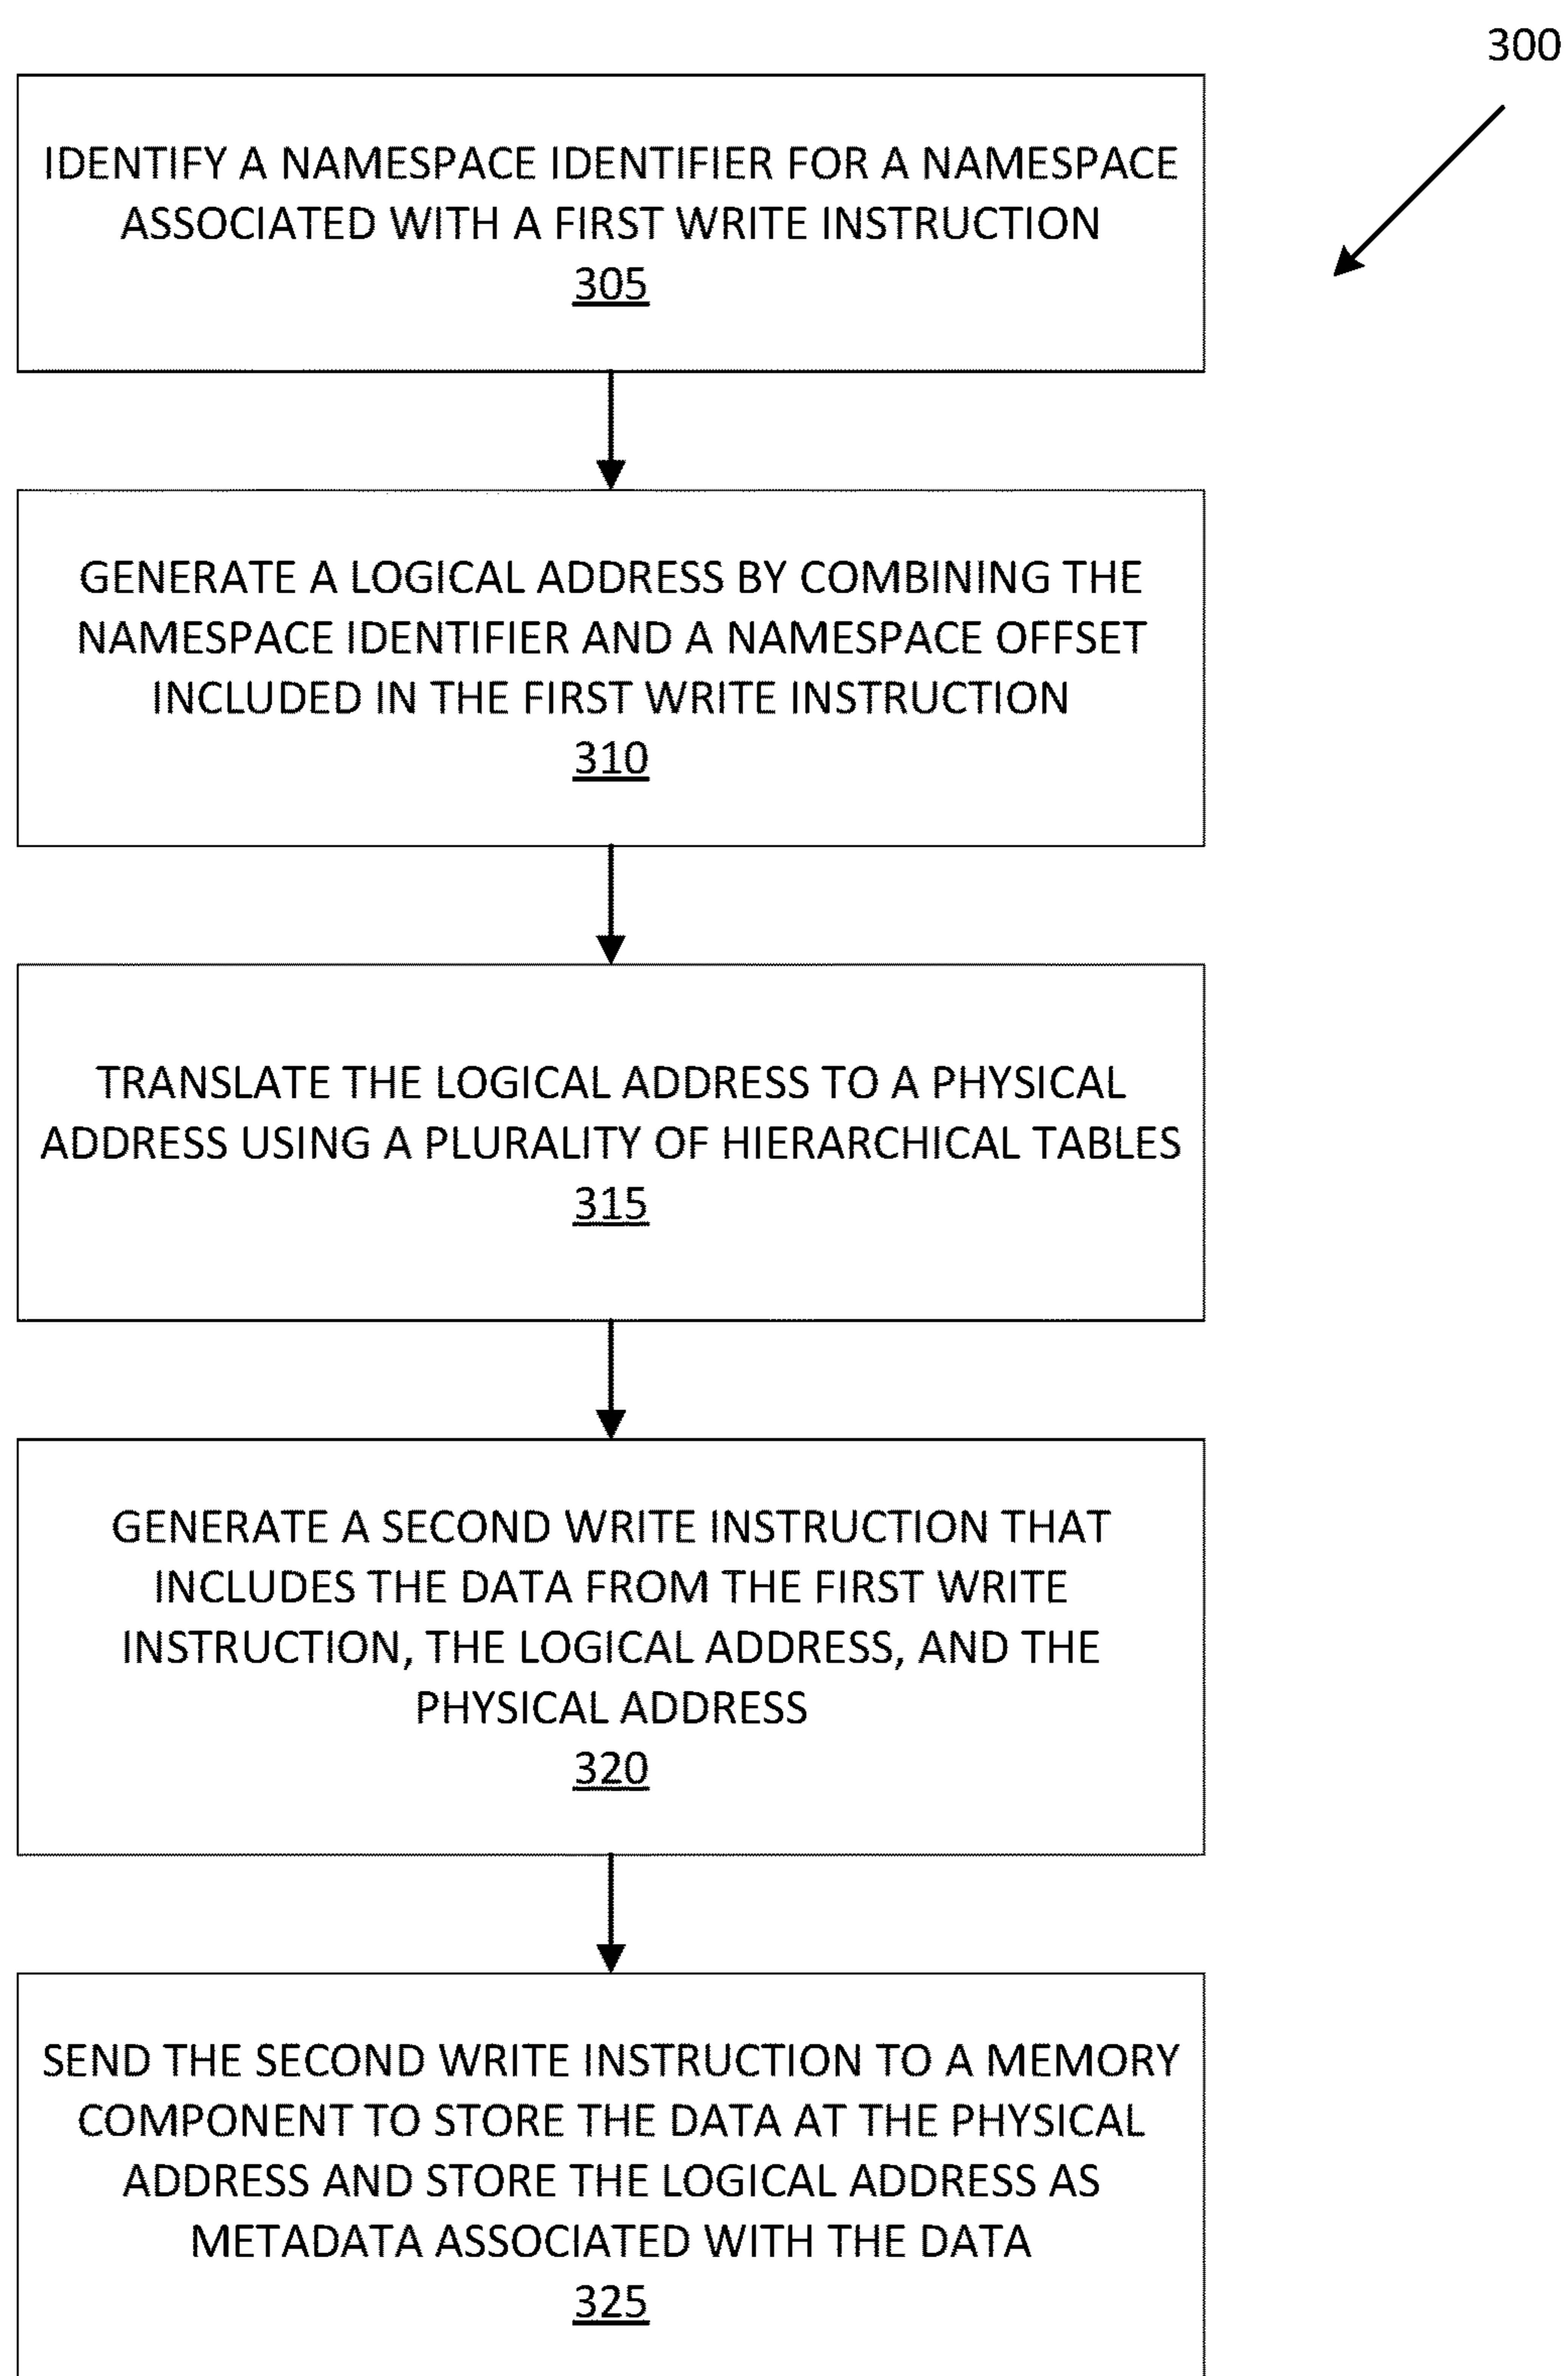 300
IDENTIFY A NAMESPACE IDENTIFIER FOR A NAMESPACE
ASSOCIATED WITH A FIRST WRITE INSTRUCTION
305
GENERATE A LOGICAL ADDRESS BY COMBINING THE
NAMESPACE IDENTIFIER AND A NAMESPACE OFFSET
INCLUDED IN THE FIRST WRITE INSTRUCTION
310
TRANSLATE THE LOGICAL ADDRESS TO A PHYSICAL
ADDRESS USING A PLURALITY OF HIERARCHICAL TABLES
315
GENERATE A SECOND WRITE INSTRUCTION THAT
INCLUDES THE DATA FROM THE FIRST WRITE
INSTRUCTION, THE LOGICAL ADDRESS, AND THE
PHYSICAL ADDRESS
320
SEND THE SECOND WRITE INSTRUCTION TO A MEMORY
COMPONENT TO STORE THE DATA AT THE PHYSICAL
ADDRESS AND STORE THE LOGICAL ADDRESS AS
METADATA ASSOCIATED WITH THE DATA
325